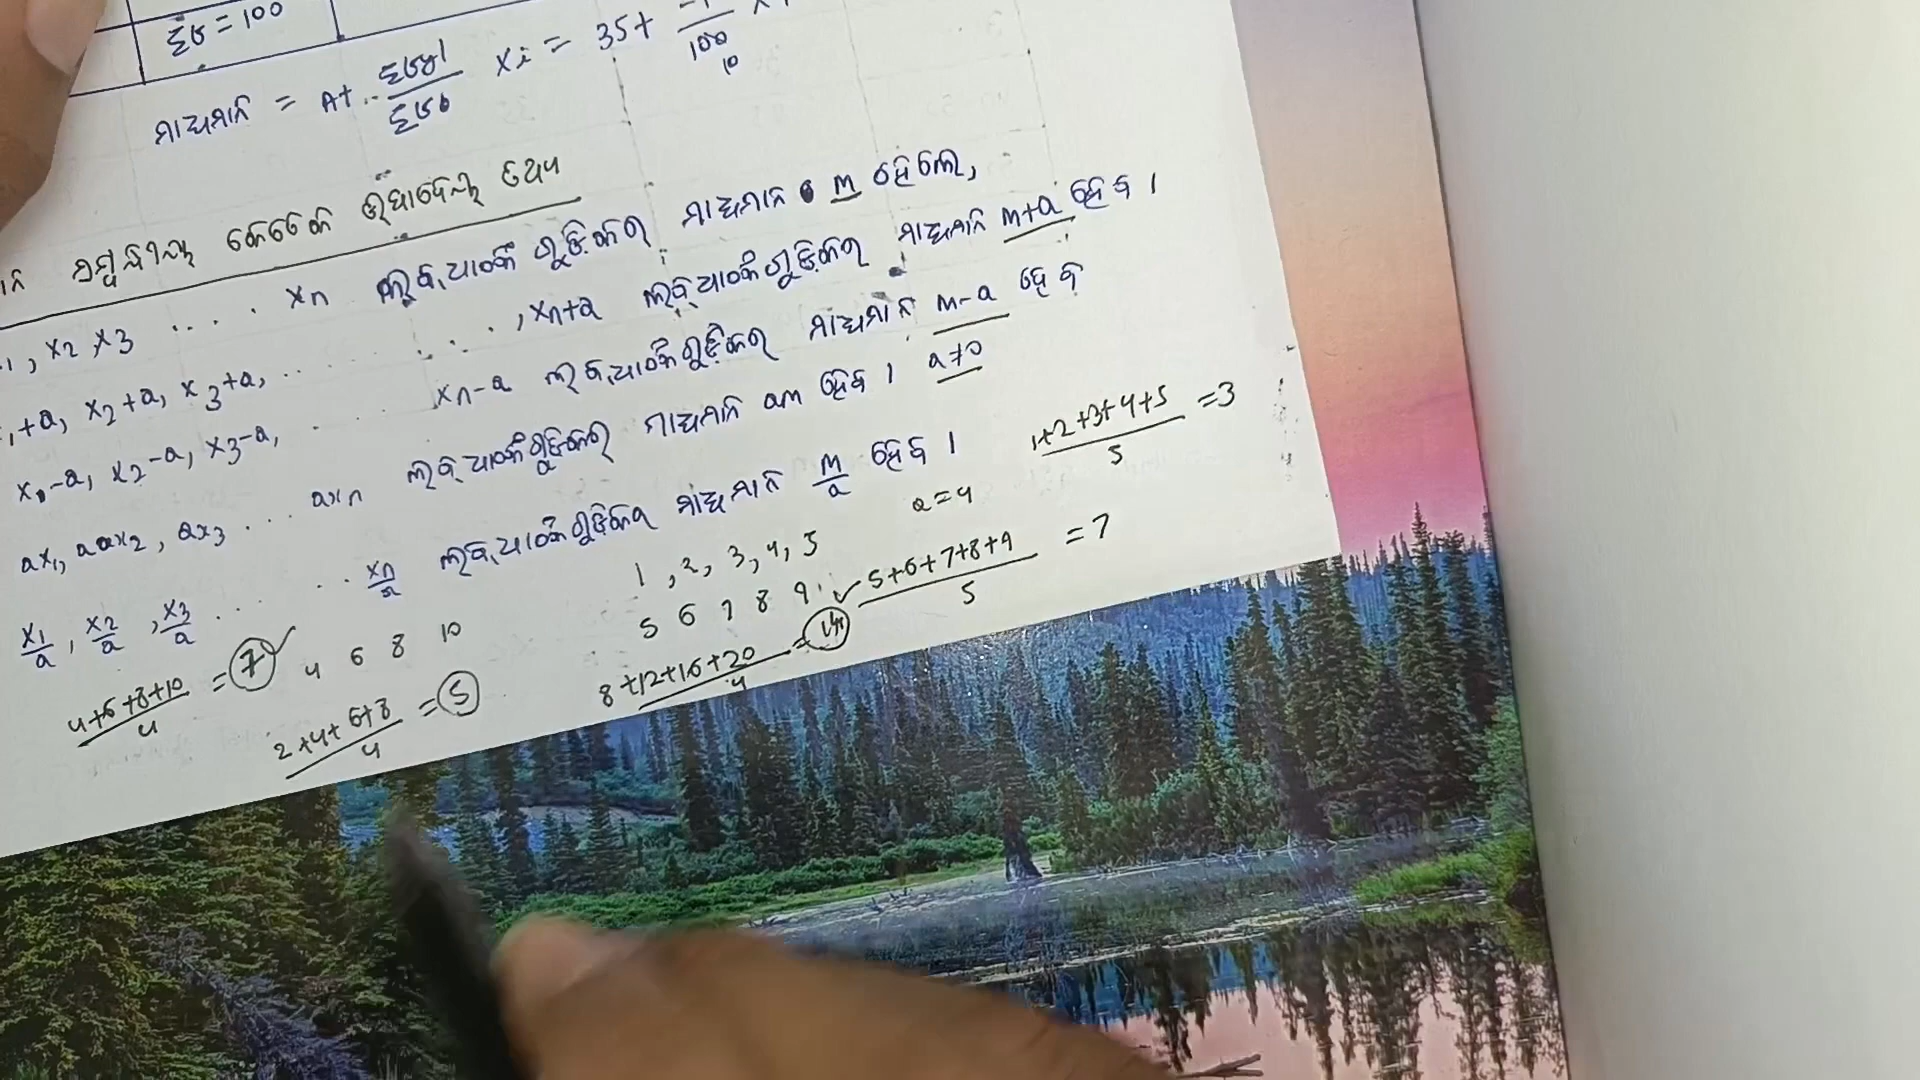 Σf = 100
ମାଧ୍ୟମାନ = A+ Σfy' / Σf × i = 35+ / 100 10
କେତେକ ଉପାଦେୟ ତଥ୍ୟ
, x2, x3 .... xn ଲବ୍ଧାଙ୍କ ଗୁଡ଼ିକର ମାଧ୍ୟମାନ m ହେଲେ,
+a, x2+a, x3+a, ....., xn+a ଲବ୍ଧାଙ୍କ ଗୁଡ଼ିକର ମାଧ୍ୟମାନ m+a ହେବ ।
x1-a, x2-a, x3-a, .... xn-a ଲବ୍ଧାଙ୍କ ଗୁଡ଼ିକର ମାଧ୍ୟମାନ m-a ହେବ
ax1, ax2, ax3 ... axn ଲବ୍ଧାଙ୍କ ଗୁଡ଼ିକର ମାଧ୍ୟମାନ am ହେବ । a≠0
x1/a, x2/a, x3/a ..... xn/a ଲବ୍ଧାଙ୍କ ଗୁଡ଼ିକର ମାଧ୍ୟମାନ m/a ହେବ ।
1+2+3+4+5 / 5 = 3
a = 4
1, 2, 3, 4, 5
5 6 7 8 9
5+6+7+8+9 / 5 = 7
4 6 8 10
4+6+8+10 / 4 = 7
2+4+6+8 / 4 = 5
8+12+16+20 / 4 = 14